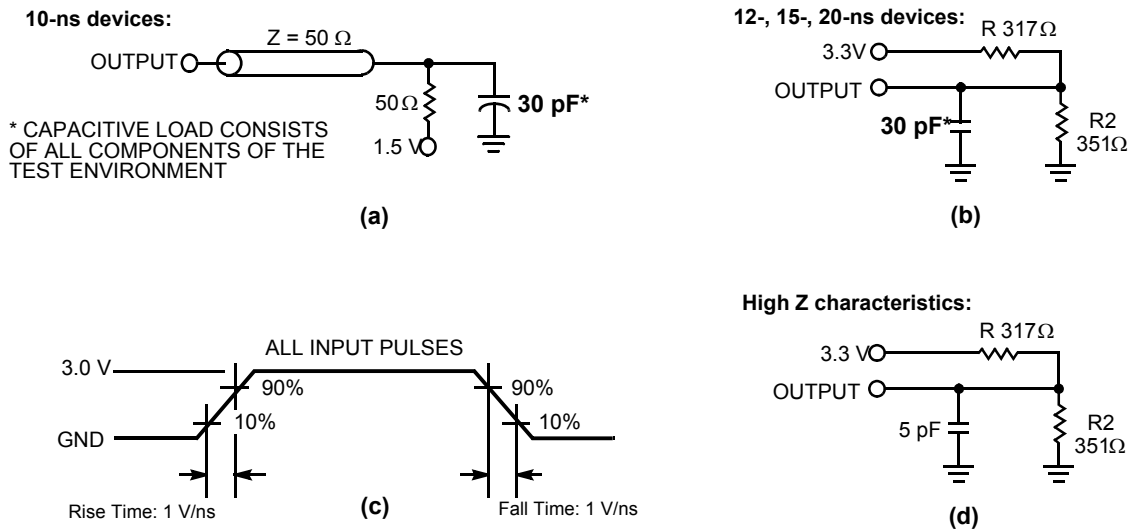 10-ns devices:
Z = 50 Ω
OUTPUT
50Ω
30 pF*
1.5 V
* CAPACITIVE LOAD CONSISTS
OF ALL COMPONENTS OF THE
TEST ENVIRONMENT
(a)
12-, 15-, 20-ns devices:
R 317Ω
3.3V
OUTPUT
30 pF*
R2
351Ω
(b)
3.0 V
ALL INPUT PULSES
90%
90%
10%
10%
GND
Rise Time: 1 V/ns
(c)
Fall Time: 1 V/ns
High Z characteristics:
R 317Ω
3.3 V
OUTPUT
5 pF
R2
351Ω
(d)